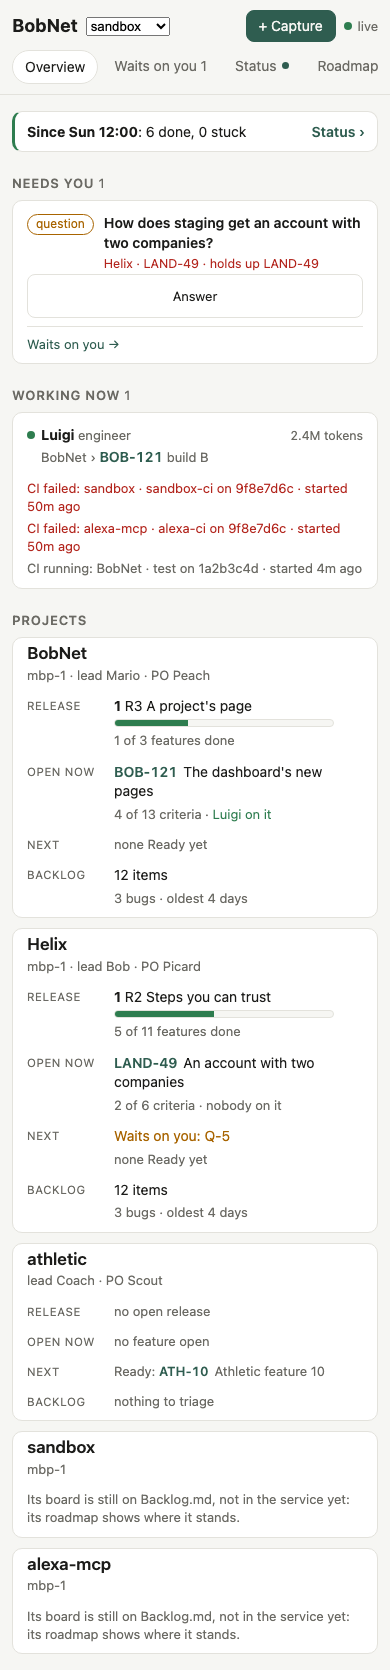 BobNet sandbox + Capture live
Overview Waits on you 1 Status Roadmap
Since Sun 12:00: 6 done, 0 stuck Status ›
NEEDS YOU 1
question How does staging get an account with
two companies?
Helix · LAND-49 · holds up LAND-49
Answer
Waits on you →
WORKING NOW 1
Luigi engineer 2.4M tokens
BobNet › BOB-121 build B
CI failed: sandbox · sandbox-ci on 9f8e7d6c · started
50m ago
CI failed: alexa-mcp · alexa-ci on 9f8e7d6c · started
50m ago
CI running: BobNet · test on 1a2b3c4d · started 4m ago
PROJECTS
BobNet
mbp-1 · lead Mario · PO Peach
RELEASE 1 R3 A project's page
1 of 3 features done
OPEN NOW BOB-121 The dashboard's new
pages
4 of 13 criteria · Luigi on it
NEXT none Ready yet
BACKLOG 12 items
3 bugs · oldest 4 days
Helix
mbp-1 · lead Bob · PO Picard
RELEASE 1 R2 Steps you can trust
5 of 11 features done
OPEN NOW LAND-49 An account with two
companies
2 of 6 criteria · nobody on it
NEXT Waits on you: Q-5
none Ready yet
BACKLOG 12 items
3 bugs · oldest 4 days
athletic
lead Coach · PO Scout
RELEASE no open release
OPEN NOW no feature open
NEXT Ready: ATH-10 Athletic feature 10
BACKLOG nothing to triage
sandbox
mbp-1
Its board is still on Backlog.md, not in the service yet:
its roadmap shows where it stands.
alexa-mcp
mbp-1
Its board is still on Backlog.md, not in the service yet:
its roadmap shows where it stands.